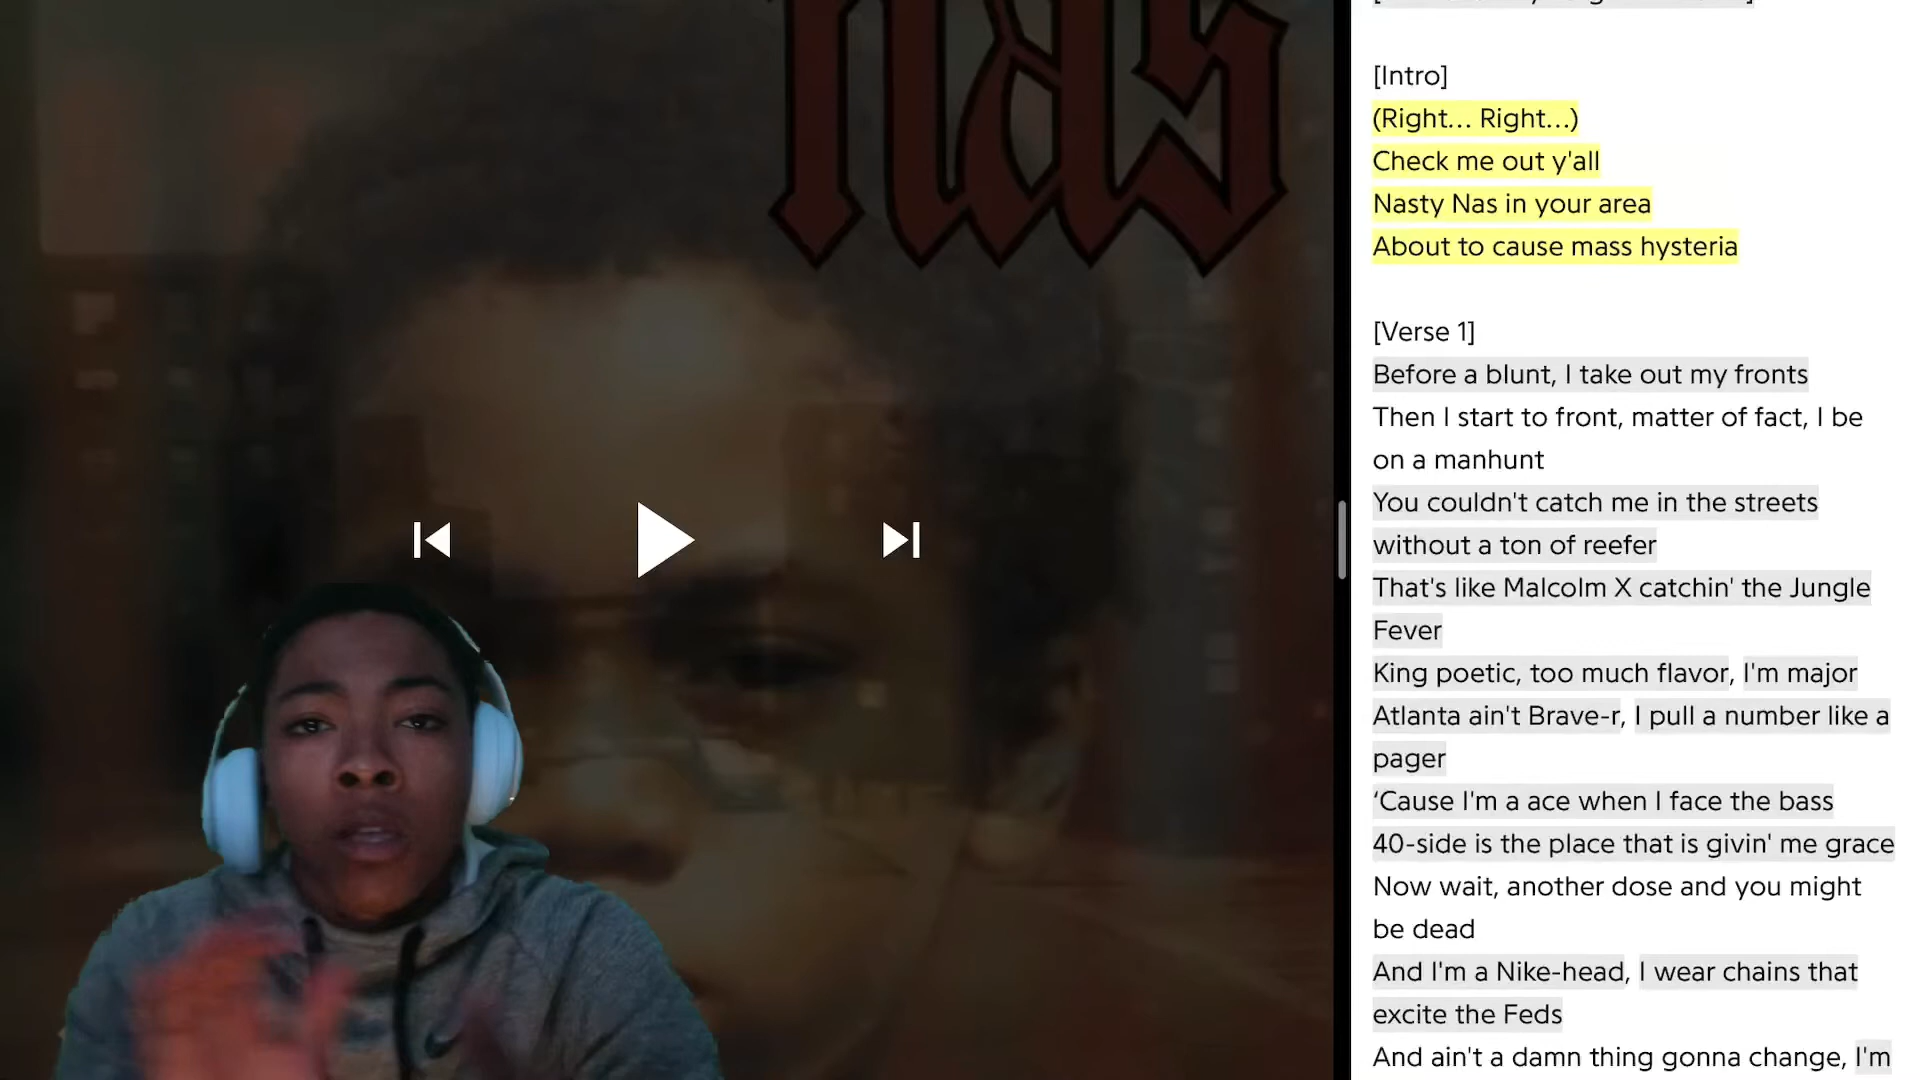 nas
[Intro]
(Right... Right...)
Check me out y'all
Nasty Nas in your area
About to cause mass hysteria
[Verse 1]
Before a blunt, I take out my fronts
Then I start to front, matter of fact, I be
on a manhunt
You couldn't catch me in the streets
without a ton of reefer
That's like Malcolm X catchin' the Jungle
Fever
King poetic, too much flavor, I'm major
Atlanta ain't Brave-r, I pull a number like a
pager
‘Cause I'm a ace when I face the bass
40-side is the place that is givin' me grace
Now wait, another dose and you might
be dead
And I'm a Nike-head, I wear chains that
excite the Feds
And ain't a damn thing gonna change, I'm